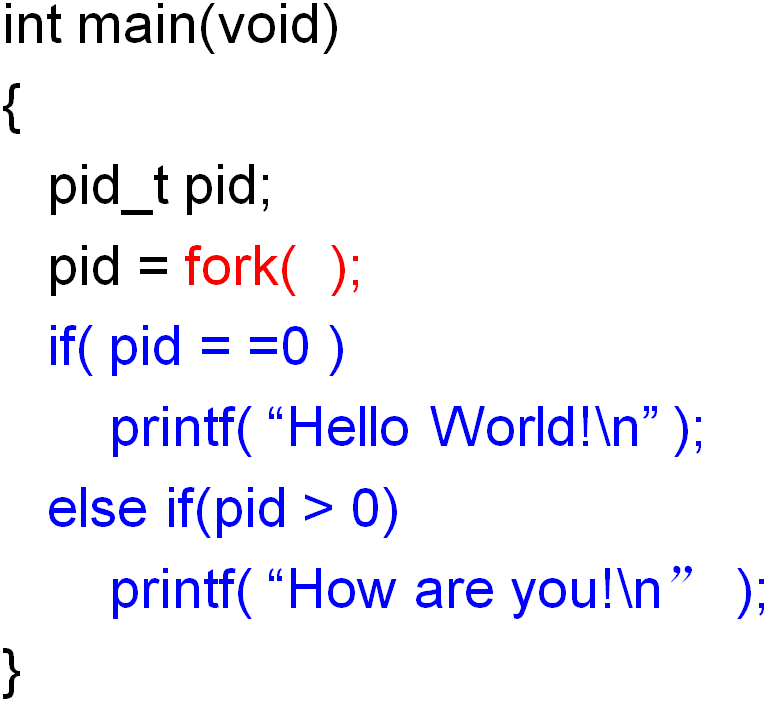 int main(void)
{
pid_t pid;
pid = fork( );
if( pid = =0 )
printf( “Hello World!\n” );
else if(pid > 0)
printf( “How are you!\n” );
}